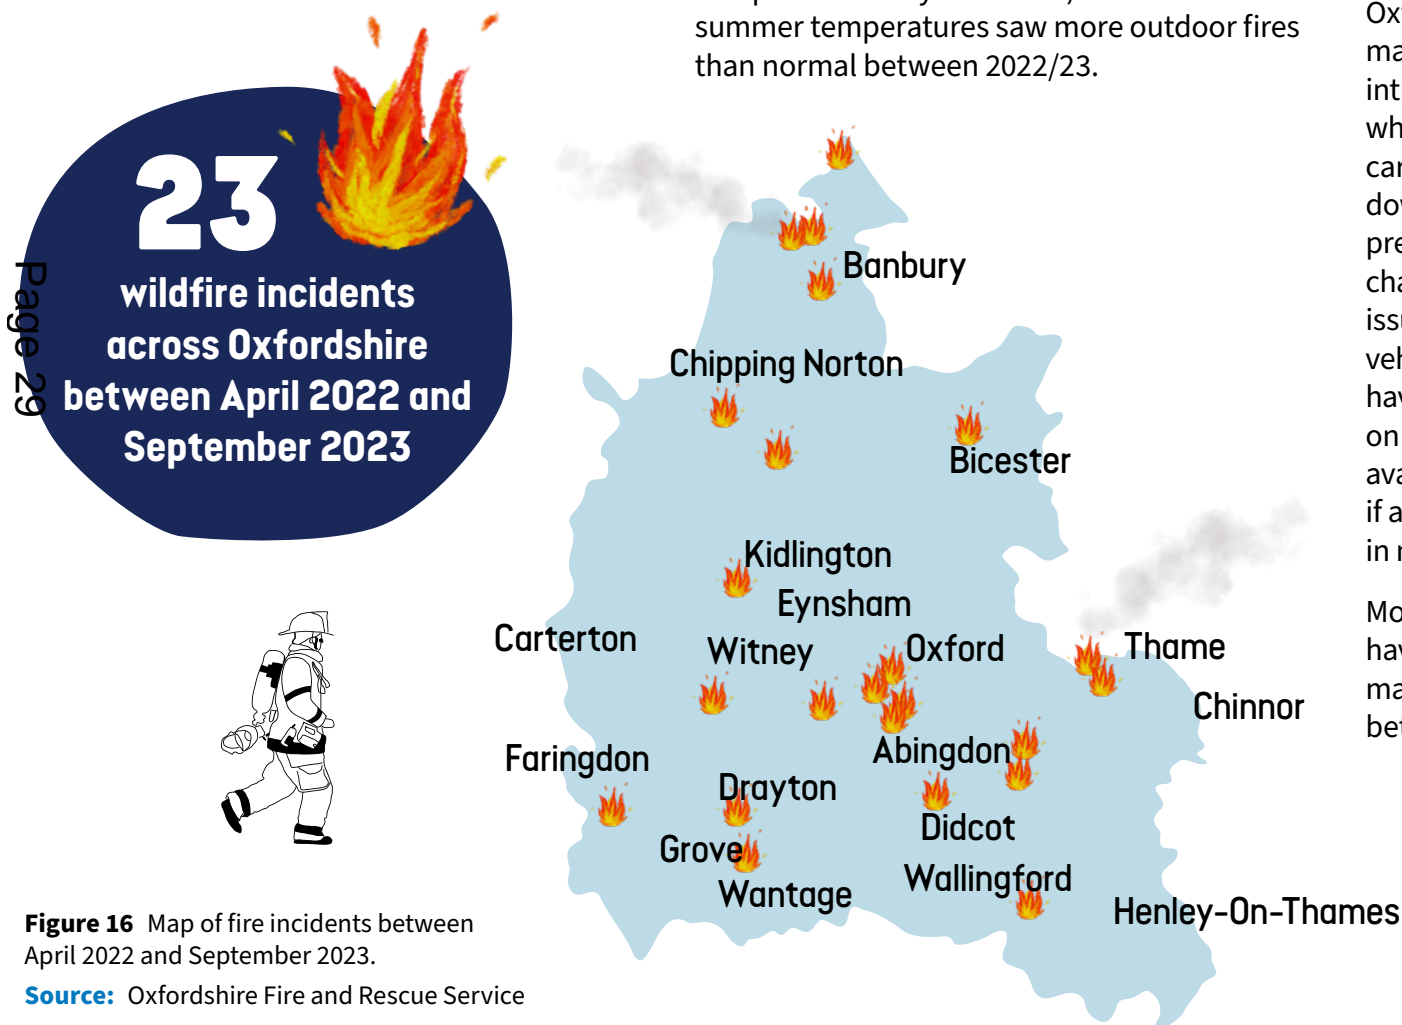 summer temperatures saw more outdoor fires
than normal between 2022/23.
23
wildfire incidents
across Oxfordshire
between April 2022 and
September 2023
Page 29
Banbury
Chipping Norton
Bicester
Kidlington
Eynsham
Carterton
Witney
Oxford
Thame
Chinnor
Faringdon
Abingdon
Drayton
Didcot
Grove
Wallingford
Wantage
Henley-On-Thames
Figure 16 Map of fire incidents between
April 2022 and September 2023.
Source: Oxfordshire Fire and Rescue Service
on
if a